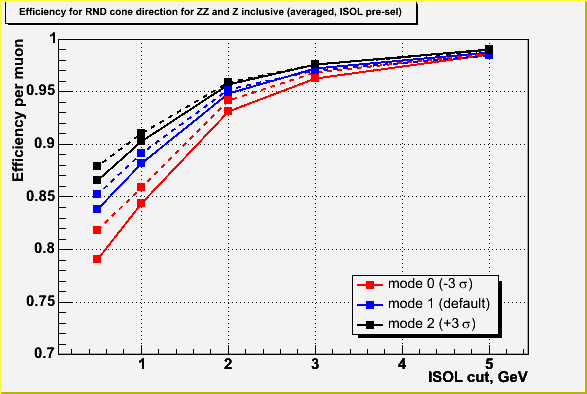 Efficiency for RND cone direction for ZZ and Z inclusive (averaged, ISOL pre-sel)
Efficiency per muon
1
0.95
0.9
0.85
0.8
0.75
0.7
mode 0 (-3 σ)
mode 1 (default)
mode 2 (+3 σ)
1 2 3 4 5
ISOL cut, GeV